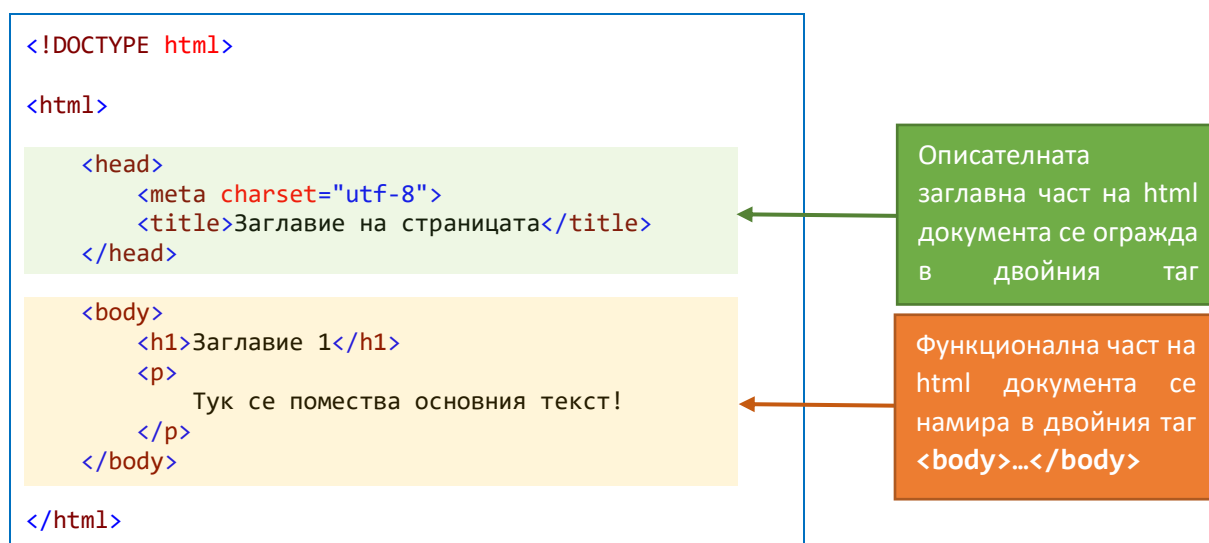 <!DOCTYPE html>
<html>
<head>
<meta charset="utf-8">
<title>Заглавие на страницата</title>
</head>
<body>
<h1>Заглавие 1</h1>
<p>
Тук се помества основния текст!
</p>
</body>
</html>
Описателната
заглавна част на html
документа се огражда
в двойния таг
Функционална част на
html документа се
намира в двойния таг
<body>…</body>